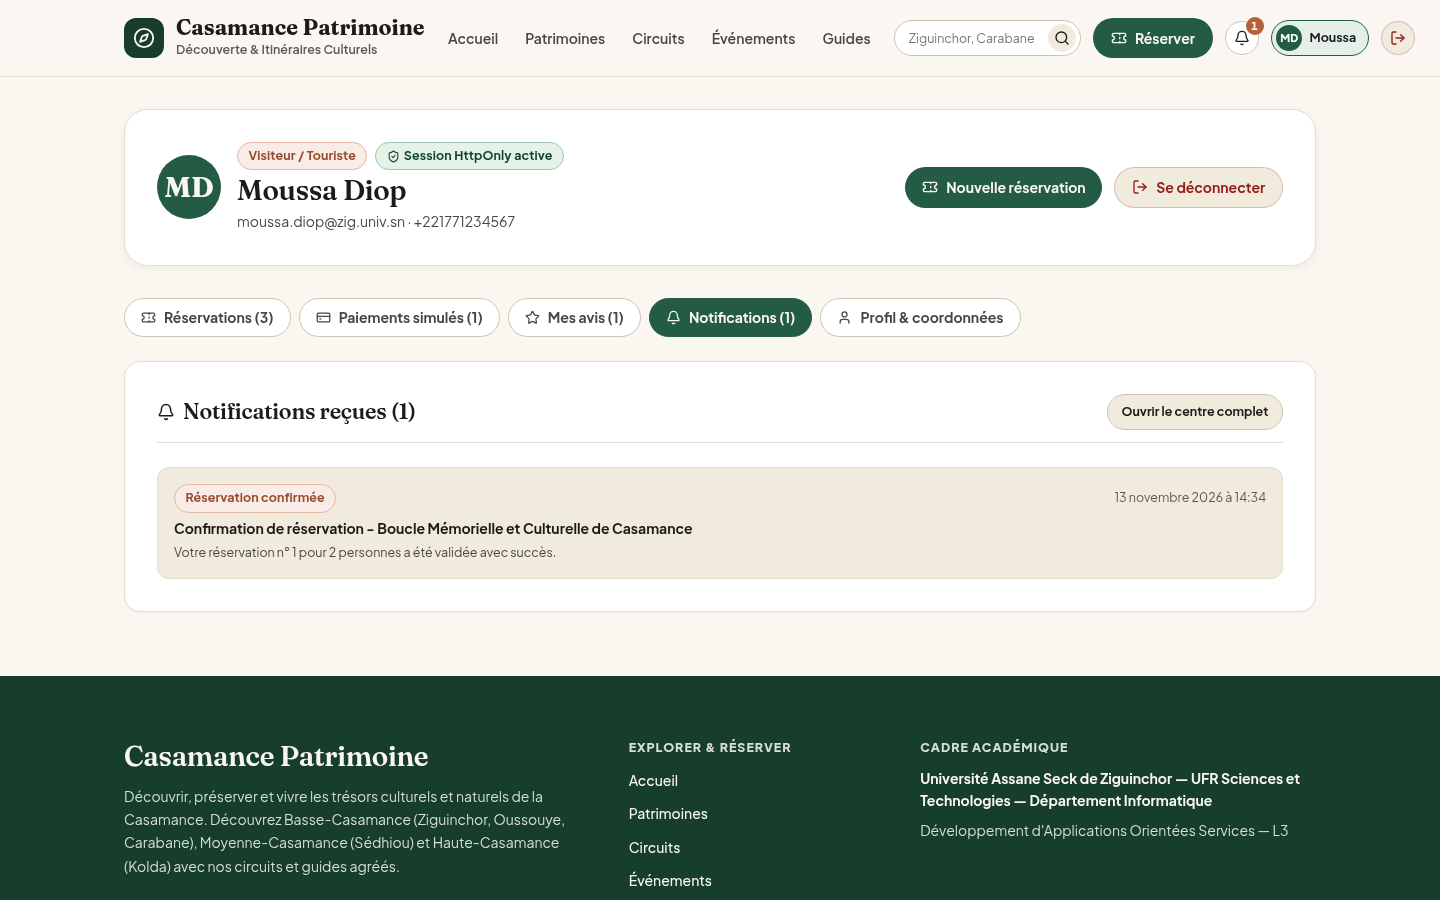 Casamance Patrimoine
Découverte & Itinéraires Culturels
Accueil
Patrimoines
Circuits
Événements
Guides
Ziguinchor, Carabane
Réserver
1
MD
Moussa
MD
Visiteur / Touriste
Session HttpOnly active
Moussa Diop
moussa.diop@zig.univ.sn · +221771234567
Nouvelle réservation
Se déconnecter
Réservations (3)
Paiements simulés (1)
Mes avis (1)
Notifications (1)
Profil & coordonnées
Notifications reçues (1)
Ouvrir le centre complet
Réservation confirmée
13 novembre 2026 à 14:34
Confirmation de réservation - Boucle Mémorielle et Culturelle de Casamance
Votre réservation n° 1 pour 2 personnes a été validée avec succès.
Casamance Patrimoine
Découvrir, préserver et vivre les trésors culturels et naturels de la
Casamance. Découvrez Basse-Casamance (Ziguinchor, Oussouye,
Carabane), Moyenne-Casamance (Sédhiou) et Haute-Casamance
(Kolda) avec nos circuits et guides agréés.
EXPLORER & RÉSERVER
Accueil
Patrimoines
Circuits
Événements
CADRE ACADÉMIQUE
Université Assane Seck de Ziguinchor — UFR Sciences et
Technologies — Département Informatique
Développement d'Applications Orientées Services — L3